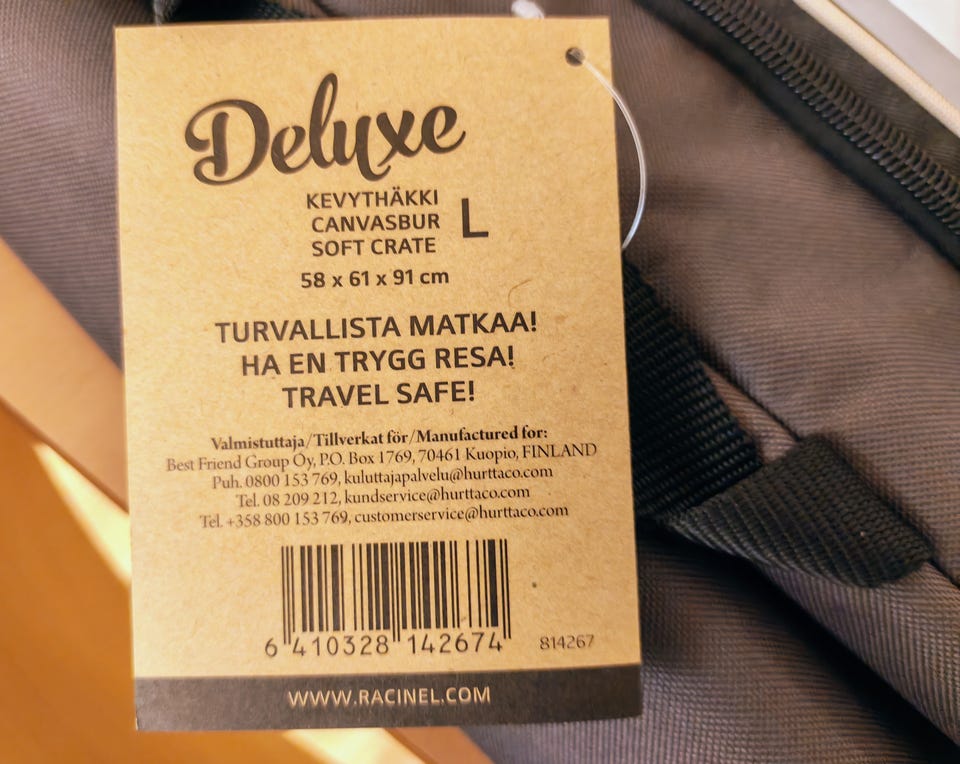 Deluxe
KEVYTHÄKKI
CANVASBUR
SOFT CRATE
L
58 x 61 x 91 cm
TURVALLISTA MATKAA!
HA EN TRYGG RESA!
TRAVEL SAFE!
Valmistuttaja/Tillverkat för/Manufactured for:
Best Friend Group Oy, P.O. Box 1769, 70461 Kuopio, FINLAND
Puh. 0800 153 769, kuluttajapalvelu@hurttaco.com
Tel. 08 209 212, kundservice@hurttaco.com
Tel. +358 800 153 769, customerservice@hurttaco.com
6 410328 142674
814267
WWW.RACINEL.COM